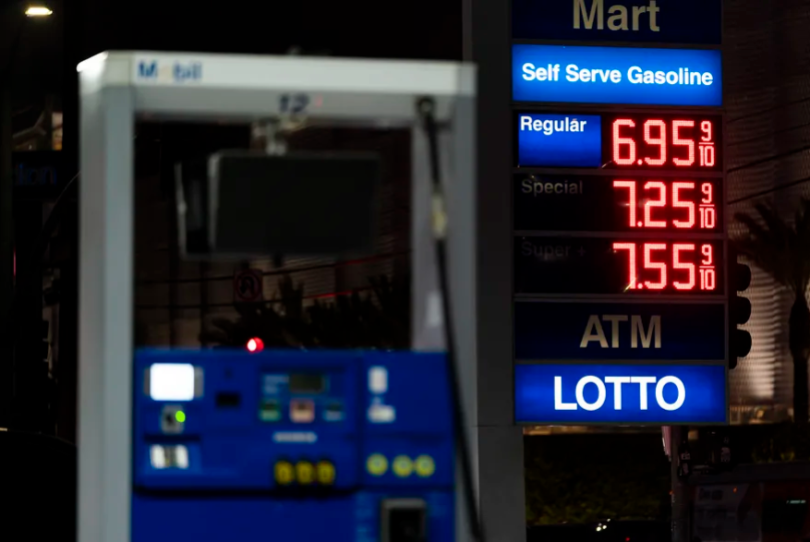 Mobil
12
Mart
Self Serve Gasoline
Regular 6.95 9/10
Special 7.25 9/10
Super + 7.55 9/10
ATM
LOTTO